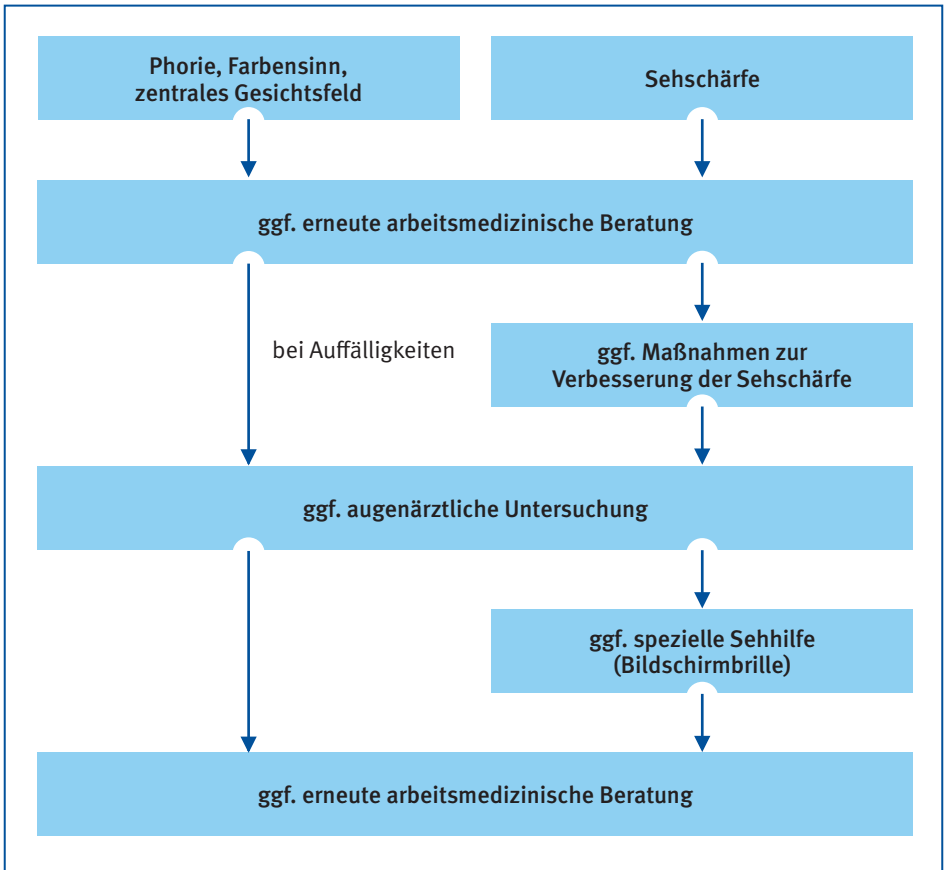 Phorie, Farbensinn,
zentrales Gesichtsfeld
Sehschärfe
ggf. erneute arbeitsmedizinische Beratung
bei Auffälligkeiten
ggf. Maßnahmen zur
Verbesserung der Sehschärfe
ggf. augenärztliche Untersuchung
ggf. spezielle Sehhilfe
(Bildschirmbrille)
ggf. erneute arbeitsmedizinische Beratung